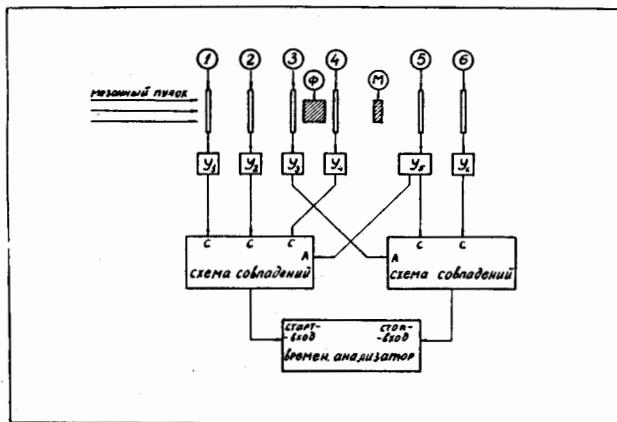 1 2 3 4 5 6
Ф М
мезонный пучок
У₁ У₂ У₃ У₄ У₅ У₆
С С С А
А С С
схема совпадений
схема совпадений
старт-
-вход
стоп-
-вход
времен. анализатор